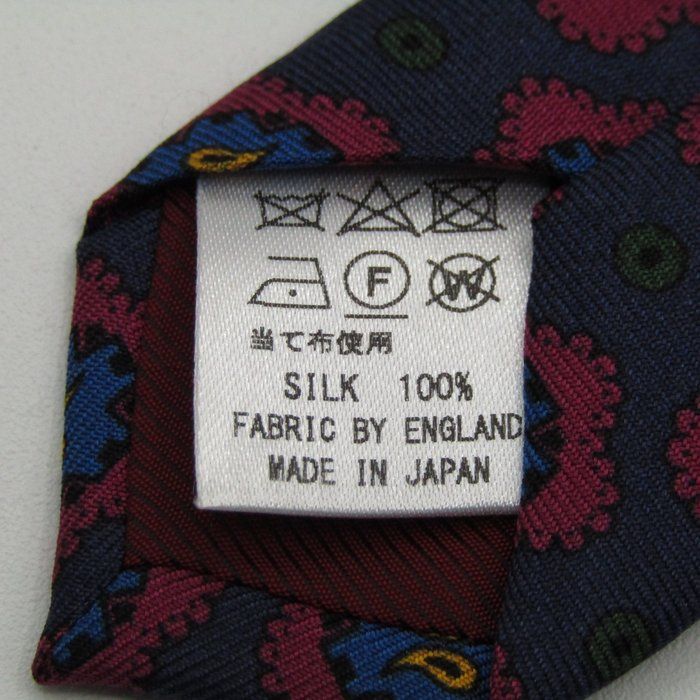 F W
当て布使用
SILK 100%
FABRIC BY ENGLAND
MADE IN JAPAN